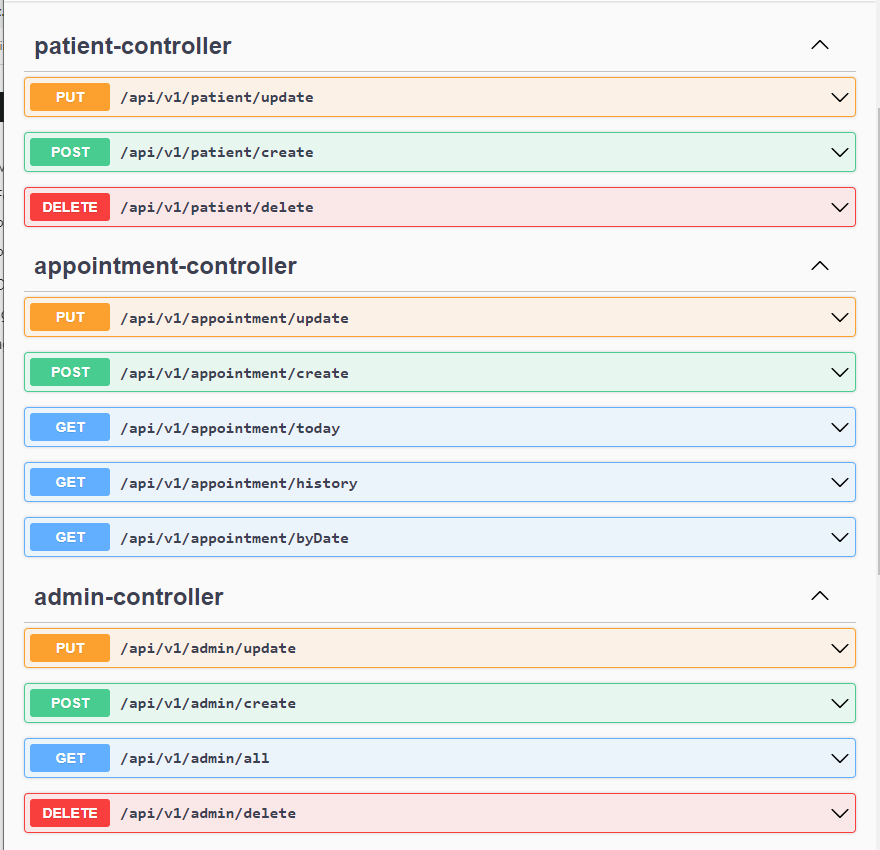 patient-controller
PUT /api/v1/patient/update
POST /api/v1/patient/create
DELETE /api/v1/patient/delete
appointment-controller
PUT /api/v1/appointment/update
POST /api/v1/appointment/create
GET /api/v1/appointment/today
GET /api/v1/appointment/history
GET /api/v1/appointment/byDate
admin-controller
PUT /api/v1/admin/update
POST /api/v1/admin/create
GET /api/v1/admin/all
DELETE /api/v1/admin/delete